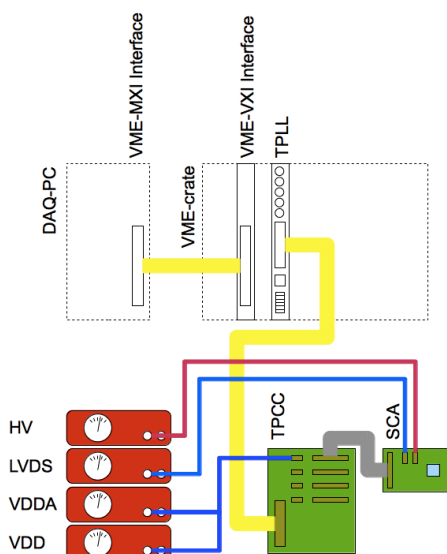 VME-MXI Interface
VME-VXI Interface
TPLL
DAQ-PC
VME-crate
HV
LVDS
VDDA
VDD
TPCC
SCA